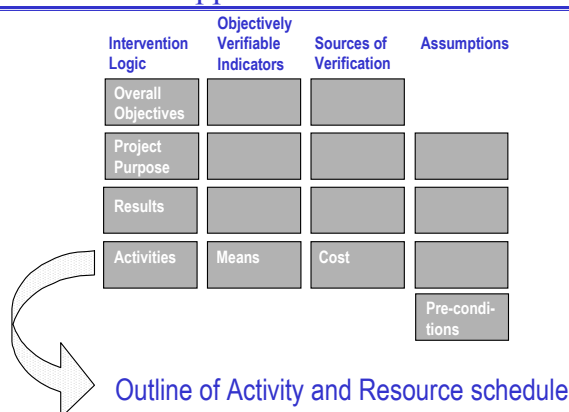 Intervention
Logic
Objectively
Verifiable
Indicators
Sources of
Verification
Assumptions
Overall
Objectives
Project
Purpose
Results
Activities
Means
Cost
Pre-condi-
tions
Outline of Activity and Resource schedule